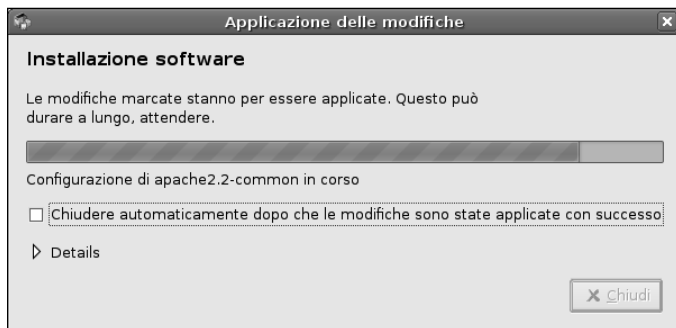 Applicazione delle modifiche
Installazione software
Le modifiche marcate stanno per essere applicate. Questo può
durare a lungo, attendere.
Configurazione di apache2.2-common in corso
Chiudere automaticamente dopo che le modifiche sono state applicate con successo
Details
Chiudi